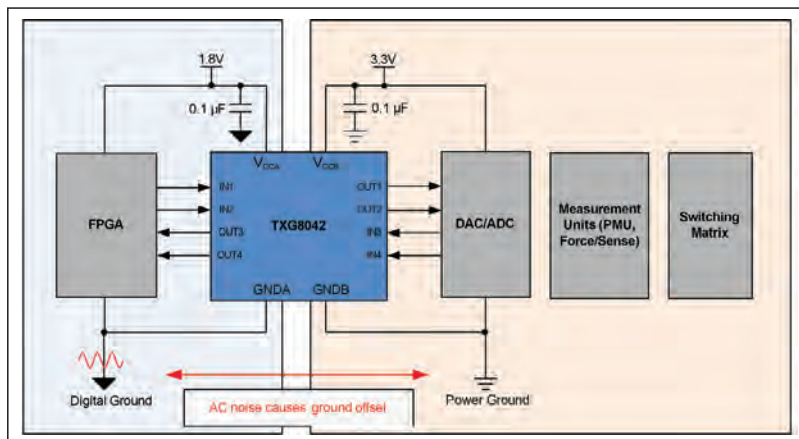 1.8V
3.3V
0.1 µF
0.1 µF
VCCA
VCCB
FPGA
IN1
IN2
OUT3
OUT4
TXG8042
OUT1
OUT2
IN3
IN4
DAC/ADC
Measurement
Units (PMU,
Force/Sense)
Switching
Matrix
GNDA
GNDB
Digital Ground
AC noise causes ground offset
Power Ground